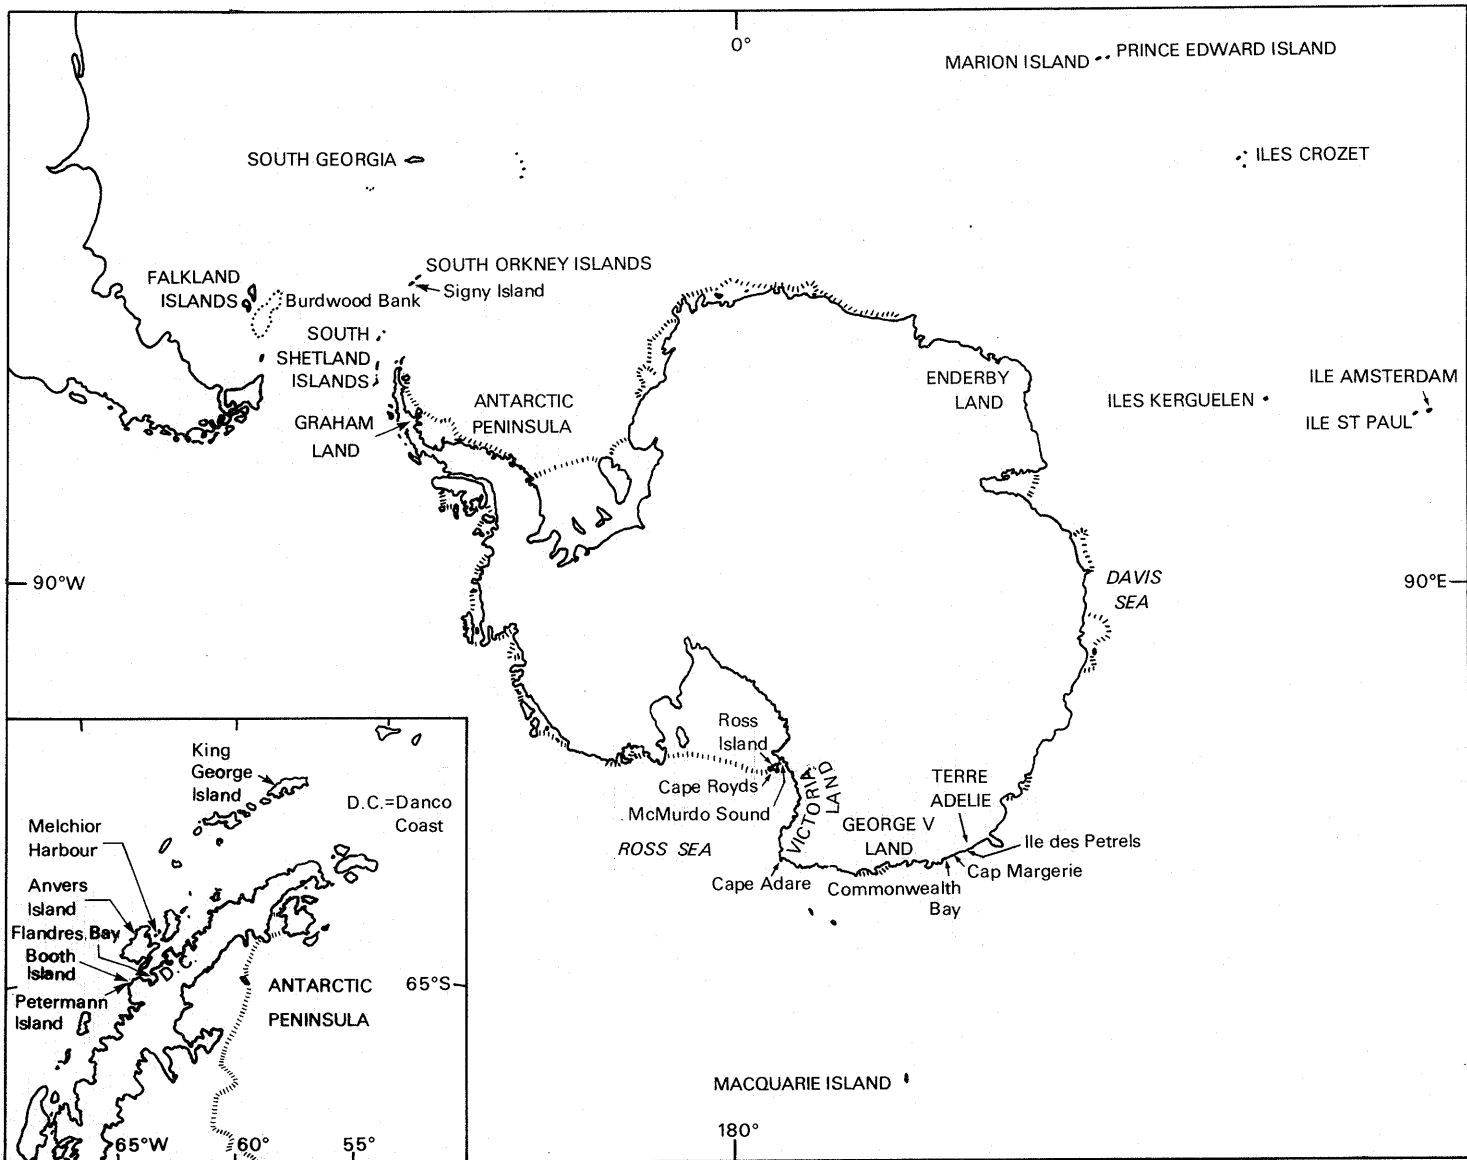 0°
MARION ISLAND
PRINCE EDWARD ISLAND
SOUTH GEORGIA
ILES CROZET
SOUTH ORKNEY ISLANDS
Signy Island
FALKLAND
ISLANDS
Burdwood Bank
SOUTH
SHETLAND
ISLANDS
ENDERBY
LAND
ILE AMSTERDAM
ILES KERGUELEN
ILE ST PAUL
ANTARCTIC
PENINSULA
GRAHAM
LAND
90°W
DAVIS
SEA
90°E
Ross
Island
Cape Royds
McMurdo Sound
VICTORIA
LAND
TERRE
ADELIE
GEORGE V
LAND
Ile des Petrels
ROSS SEA
Cap Margerie
Cape Adare
Commonwealth
Bay
MACQUARIE ISLAND
180°
King
George
Island
D.C.=Danco
Coast
Melchior
Harbour
Anvers
Island
Flandres Bay
Booth
Island
D.C.
Petermann
Island
ANTARCTIC
PENINSULA
65°S
65°W
60°
55°